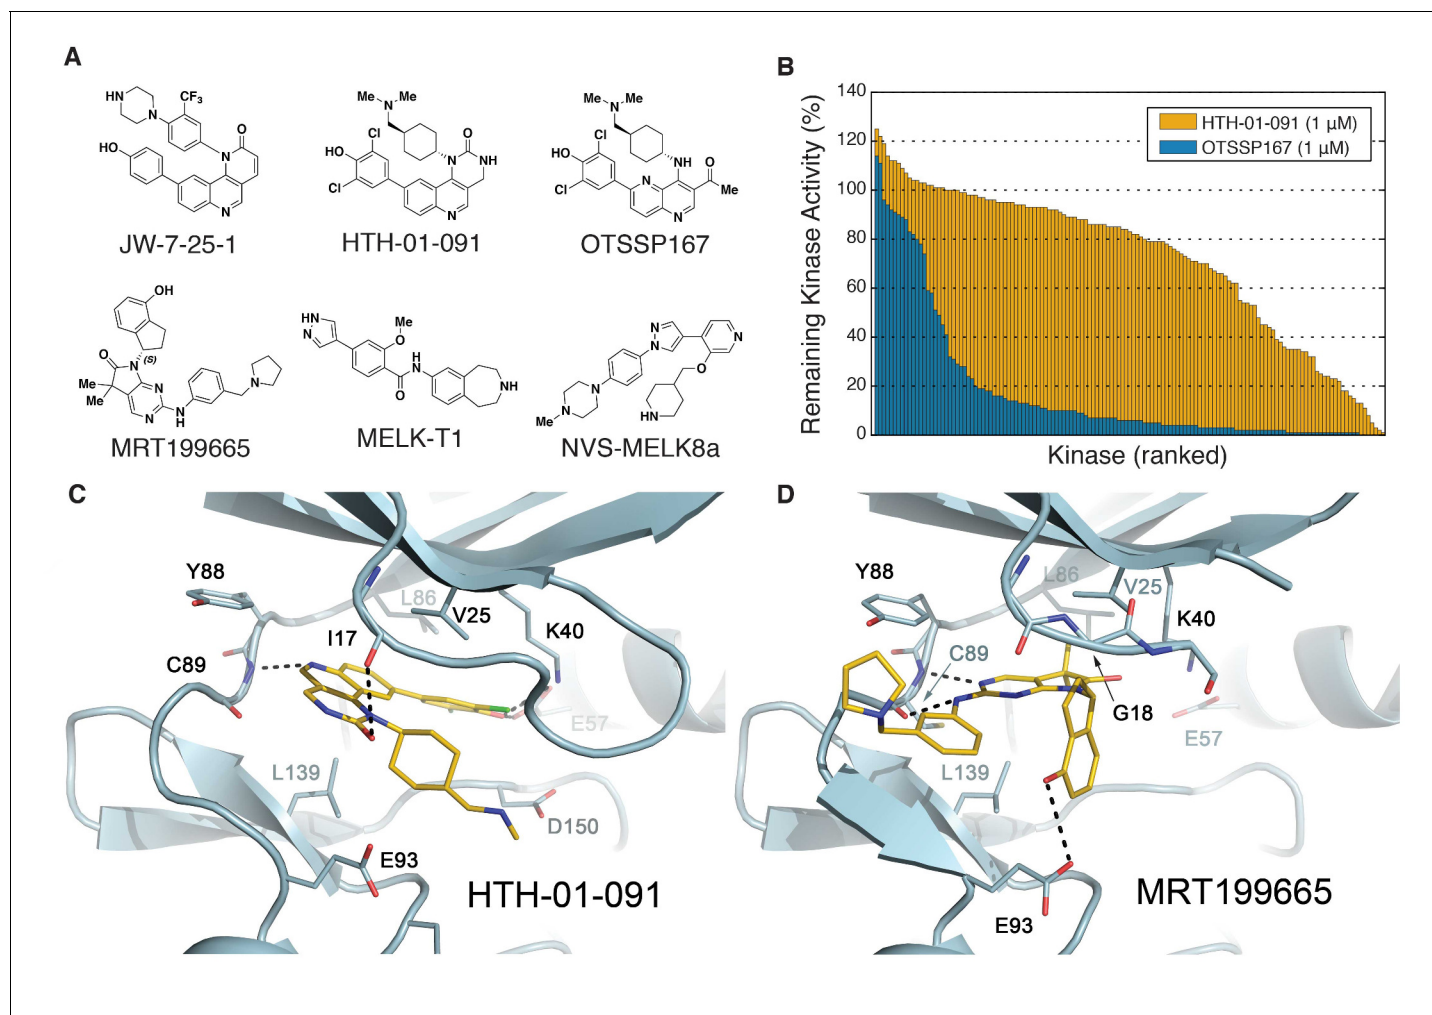 A
HN
N
CF3
O
HO
N
N
JW-7-25-1
Me
Me
N
Cl
HO
Cl
O
N
NH
N
HTH-01-091
Me
Me
N
Cl
HO
Cl
HN
O
N
Me
N
OTSSP167
OH
(S)
O
N
Me
Me
N
N
N
H
N
MRT199665
HN
N
Me
O
H
N
O
NH
MELK-T1
N
N
N
O
N
N
Me
HN
NVS-MELK8a
B
Remaining Kinase Activity (%)
140
120
100
80
60
40
20
0
HTH-01-091 (1 µM)
OTSSP167 (1 µM)
Kinase (ranked)
C
Y88
L86
V25
I17
K40
C89
E57
L139
D150
E93
HTH-01-091
D
Y88
L86
V25
K40
C89
G18
E57
L139
E93
MRT199665